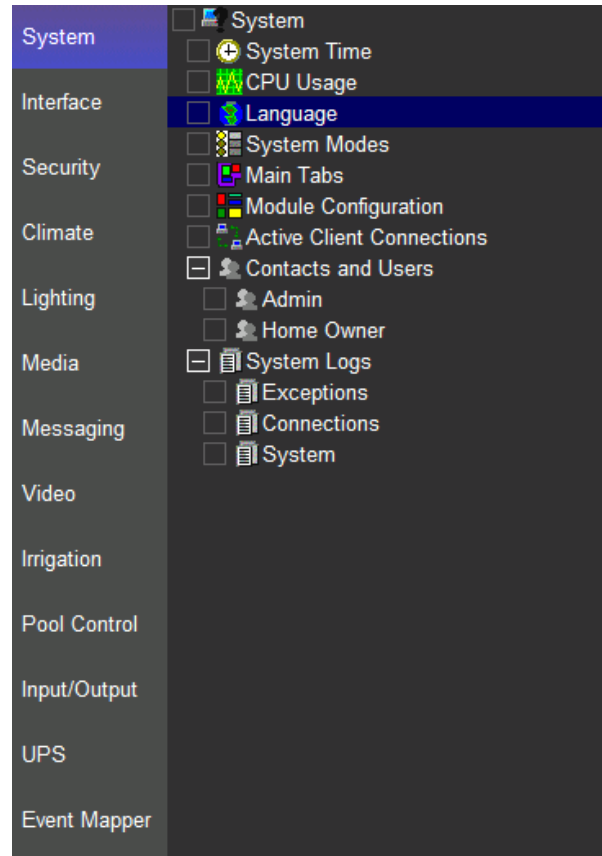 System
Interface
Security
Climate
Lighting
Media
Messaging
Video
Irrigation
Pool Control
Input/Output
UPS
Event Mapper
System
System Time
CPU Usage
Language
System Modes
Main Tabs
Module Configuration
Active Client Connections
Contacts and Users
Admin
Home Owner
System Logs
Exceptions
Connections
System